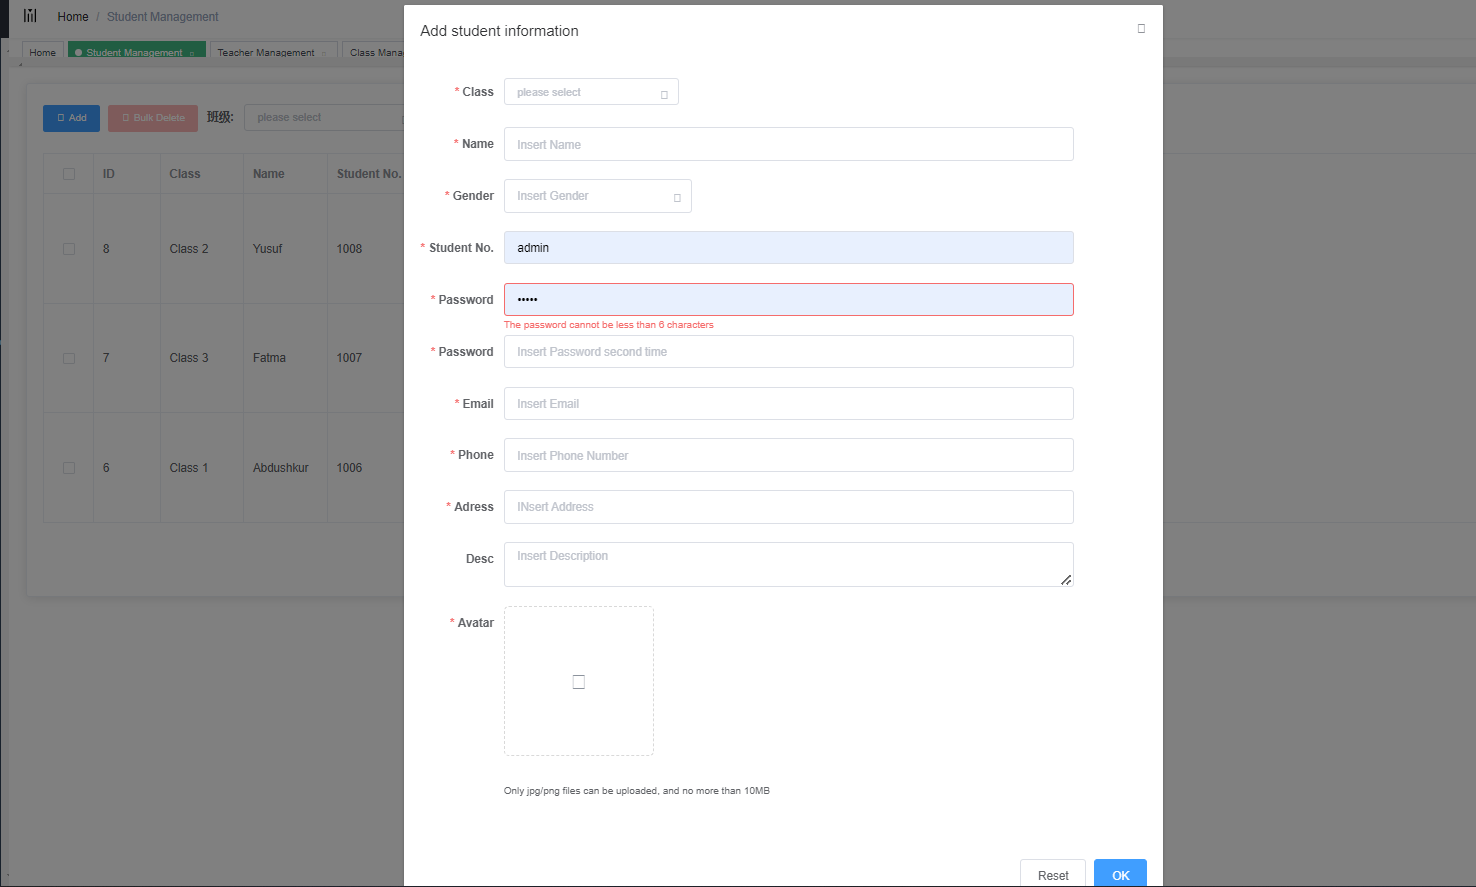 Home / Student Management
Home Student Management Teacher Management
Add Bulk Delete 班级: please select
ID Class Name Student No.
8 Class 2 Yusuf 1008
7 Class 3 Fatma 1007
6 Class 1 Abdushkur 1006
Add student information
* Class please select
* Name Insert Name
* Gender Insert Gender
* Student No. admin
* Password •••••
The password cannot be less than 6 characters
* Password Insert Password second time
* Email Insert Email
* Phone Insert Phone Number
* Adress INsert Address
Desc Insert Description
* Avatar
Only jpg/png files can be uploaded, and no more than 10MB
Reset OK